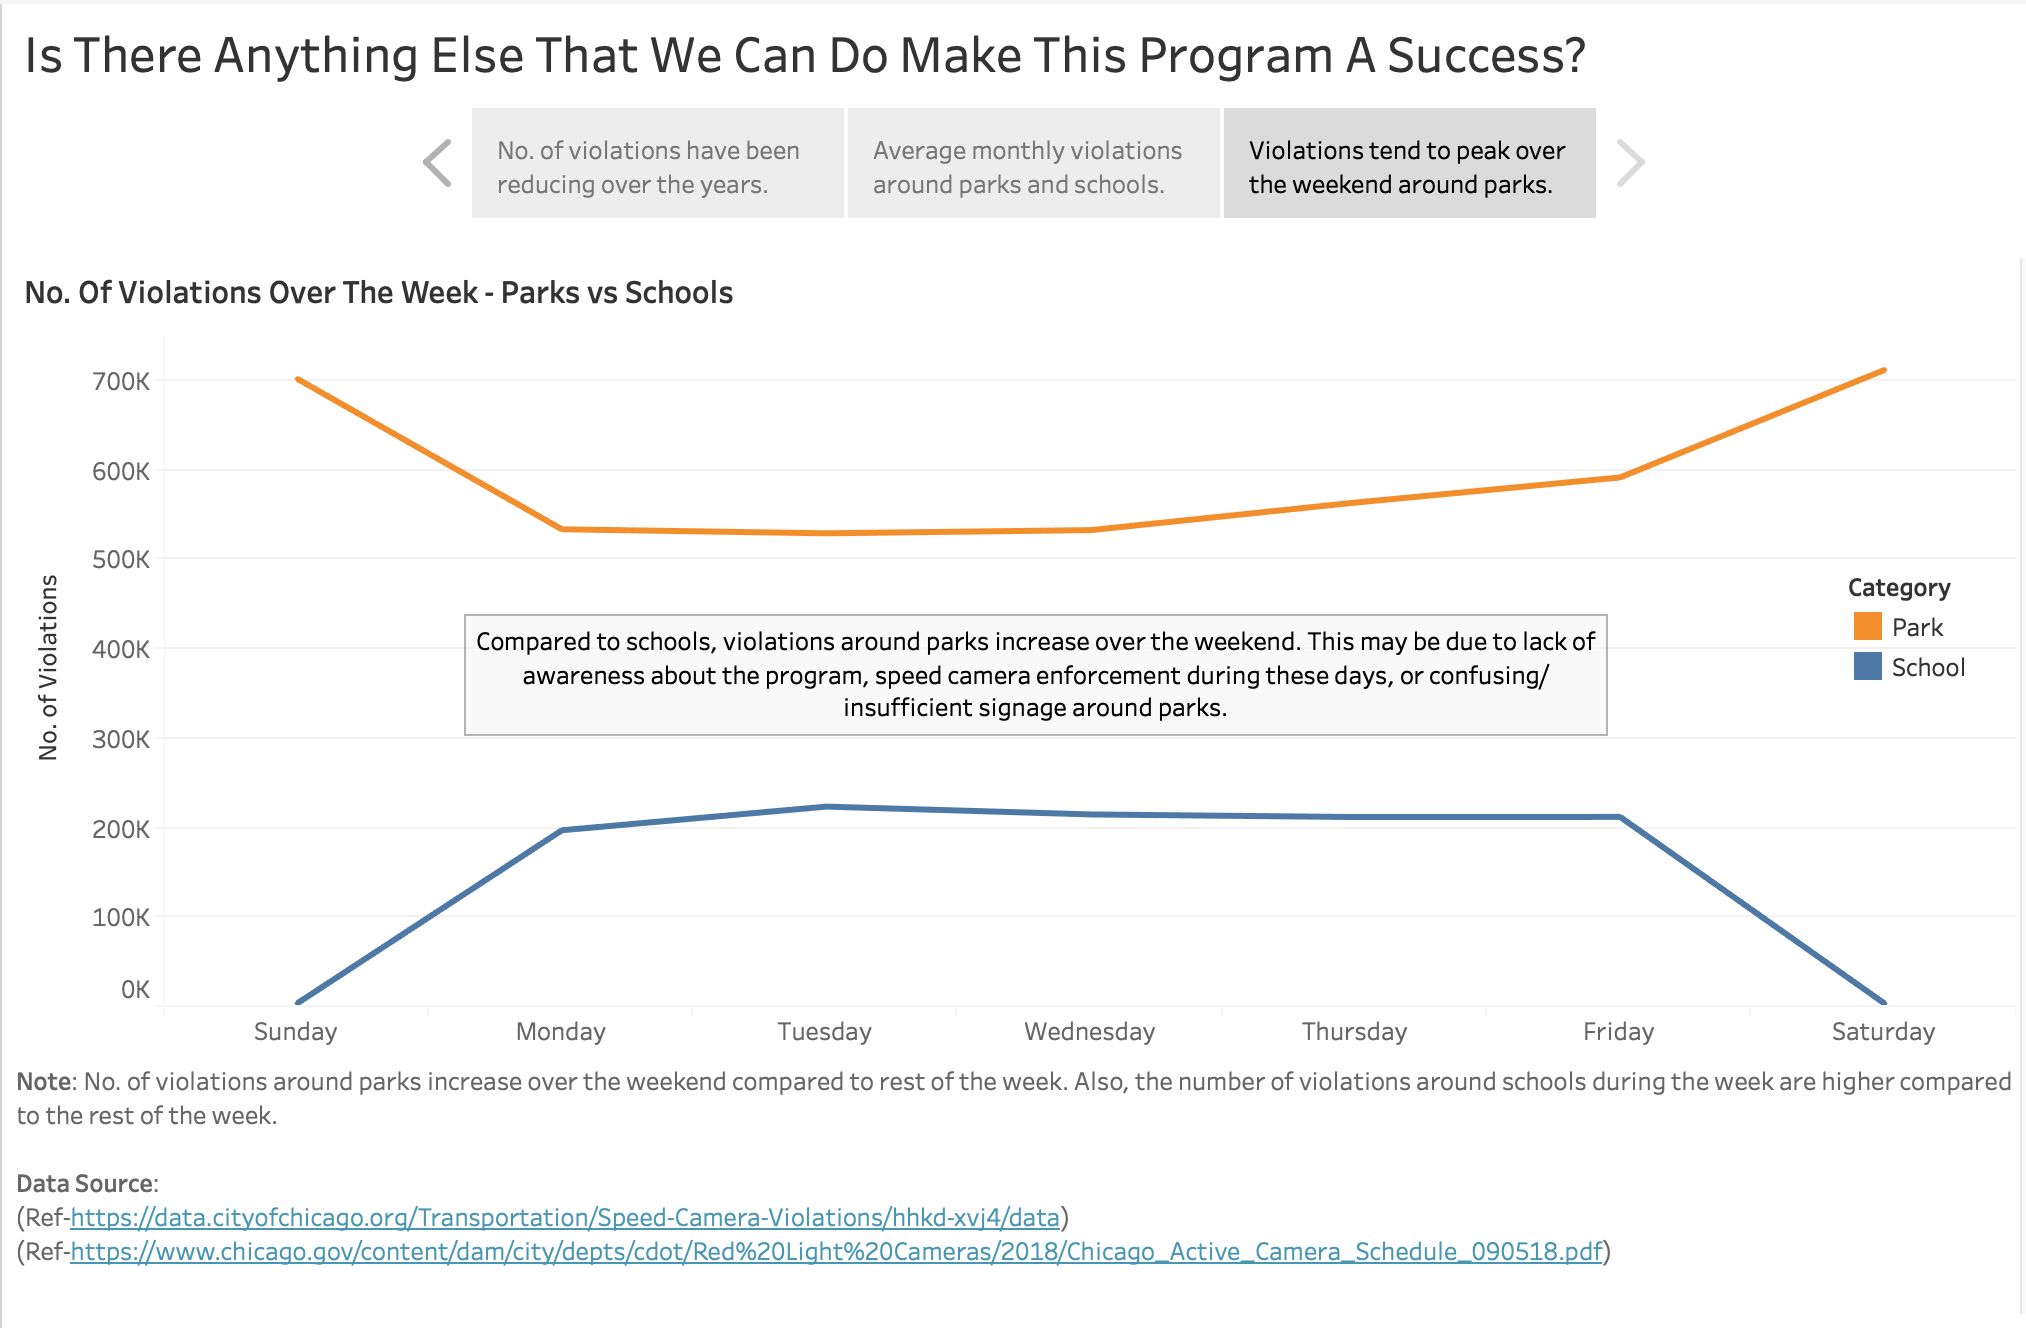 Is There Anything Else That We Can Do Make This Program A Success?
No. of violations have been
reducing over the years.
Average monthly violations
around parks and schools.
Violations tend to peak over
the weekend around parks.
No. Of Violations Over The Week - Parks vs Schools
700K
600K
500K
400K
300K
200K
100K
0K
No. of Violations
Compared to schools, violations around parks increase over the weekend. This may be due to lack of
awareness about the program, speed camera enforcement during these days, or confusing/
insufficient signage around parks.
Category
Park
School
Sunday
Monday
Tuesday
Wednesday
Thursday
Friday
Saturday
Note: No. of violations around parks increase over the weekend compared to rest of the week. Also, the number of violations around schools during the week are higher compared
to the rest of the week.
Data Source:
(Ref-https://data.cityofchicago.org/Transportation/Speed-Camera-Violations/hhkd-xvj4/data)
(Ref-https://www.chicago.gov/content/dam/city/depts/cdot/Red%20Light%20Cameras/2018/Chicago_Active_Camera_Schedule_090518.pdf)